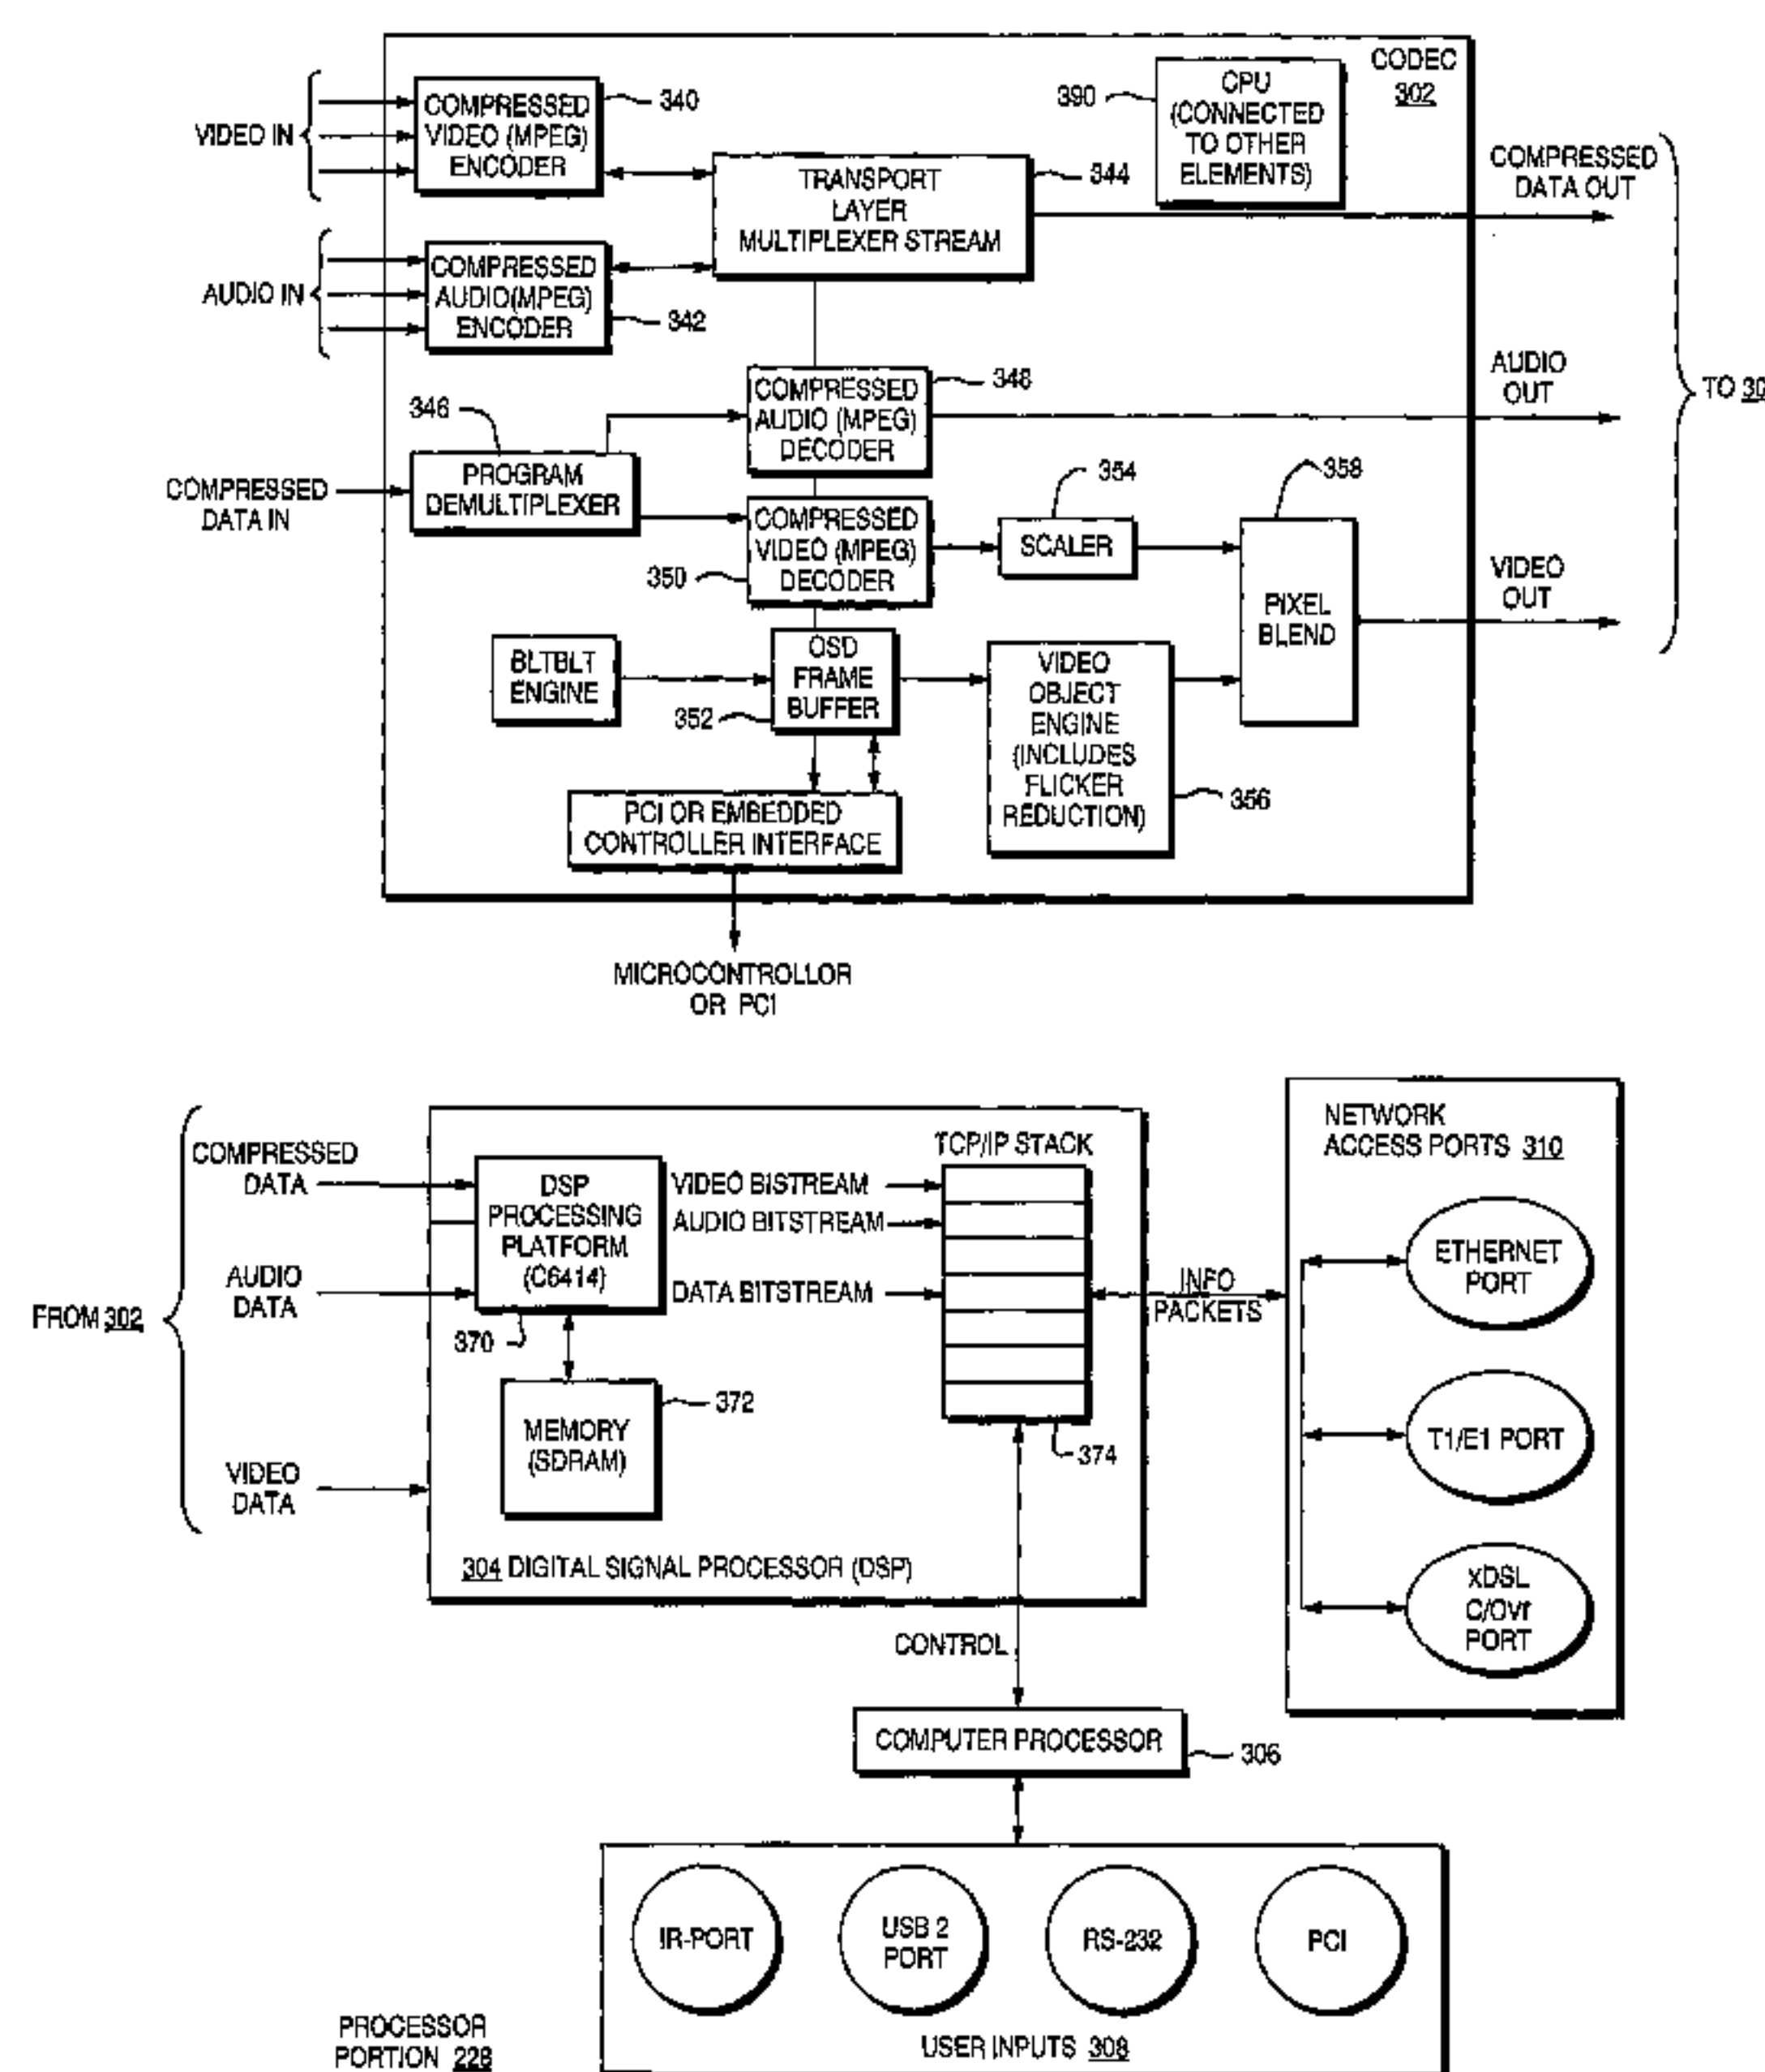 CODEC
302
340
COMPRESSED
VIDEO (MPEG)
ENCODER
VIDEO IN
390
CPU
(CONNECTED
TO OTHER
ELEMENTS)
COMPRESSED
DATA OUT
TRANSPORT
LAYER
MULTIPLEXER STREAM
344
AUDIO IN
COMPRESSED
AUDIO(MPEG)
ENCODER
342
COMPRESSED
AUDIO (MPEG)
DECODER
348
AUDIO
OUT
TO 30
346
PROGRAM
DEMULTIPLEXER
COMPRESSED
DATA IN
COMPRESSED
VIDEO (MPEG)
DECODER
350
354
SCALER
358
PIXEL
BLEND
VIDEO
OUT
BLTBLT
ENGINE
OSD
FRAME
BUFFER
352
VIDEO
OBJECT
ENGINE
(INCLUDES
FLICKER
REDUCTION)
356
PCI OR EMBEDDED
CONTROLLER INTERFACE
MICROCONTROLLOR
OR PCI
FROM 302
COMPRESSED
DATA
AUDIO
DATA
VIDEO
DATA
DSP
PROCESSING
PLATFORM
(C6414)
370
MEMORY
(SDRAM)
372
VIDEO BISTREAM
AUDIO BITSTREAM
DATA BITSTREAM
TCP/IP STACK
374
304 DIGITAL SIGNAL PROCESSOR (DSP)
INFO
PACKETS
NETWORK
ACCESS PORTS 310
ETHERNET
PORT
T1/E1 PORT
xDSL
PORT
CONTROL
COMPUTER PROCESSOR
306
IR-PORT
USB 2
PORT
RS-232
PCI
USER INPUTS 308
PROCESSOR
PORTION 228